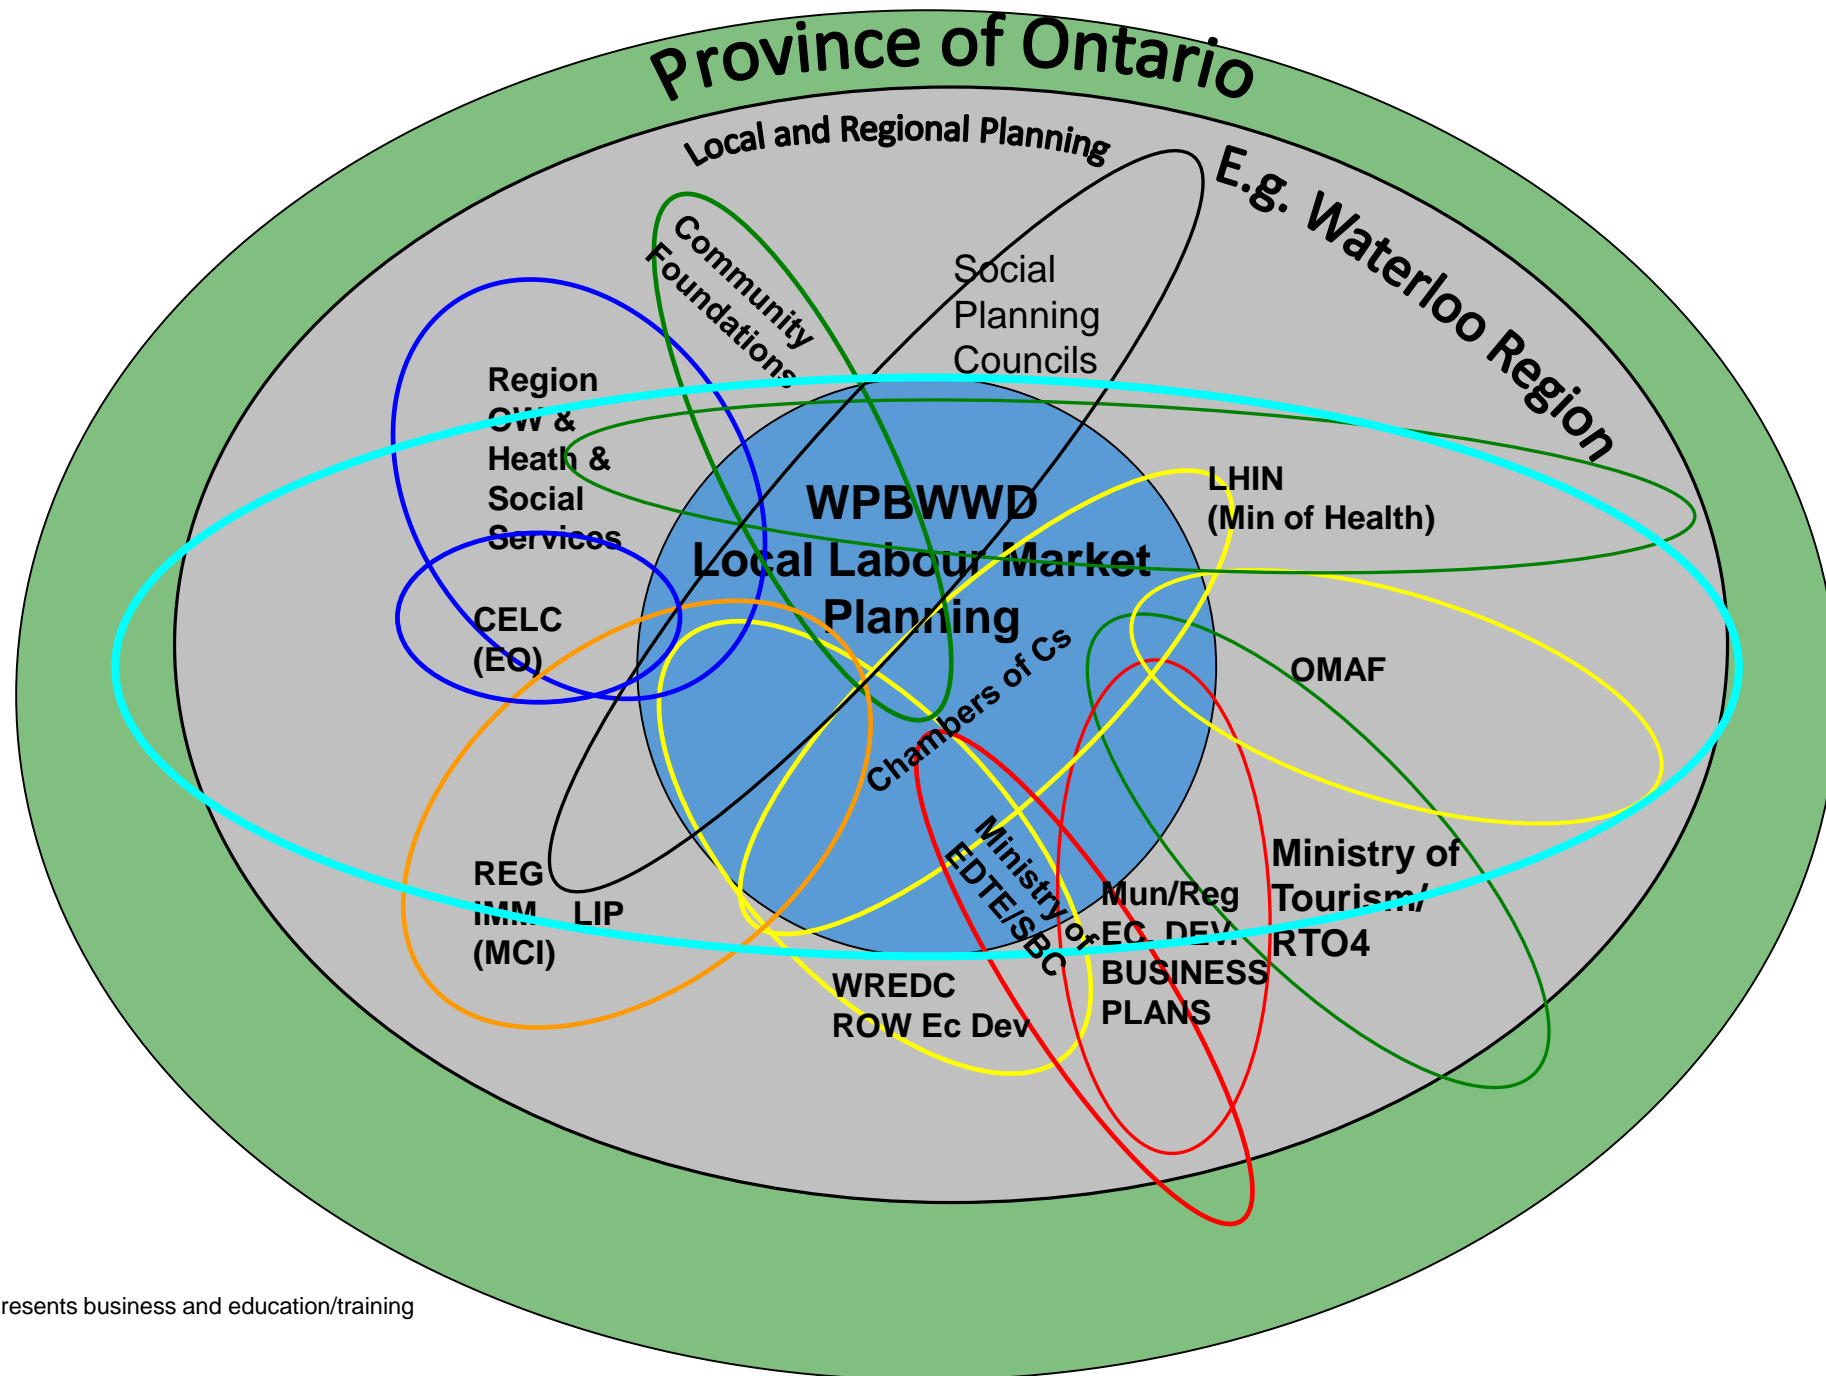 Province of Ontario
Local and Regional Planning
E.g. Waterloo Region
Community
Foundations
Social
Planning
Councils
Region
OW &
Heath &
Social
Services
LHIN
(Min of Health)
WPBWWD
Local Labour Market
Planning
CELC
(EO)
Chambers of Cs
OMAF
Ministry of
EDTE/SBC
Ministry of
Tourism/
RTO4
REG
IMM LIP
(MCI)
Mun/Reg
EC. DEV.
BUSINESS
PLANS
WREDC
ROW Ec Dev
resents business and education/training